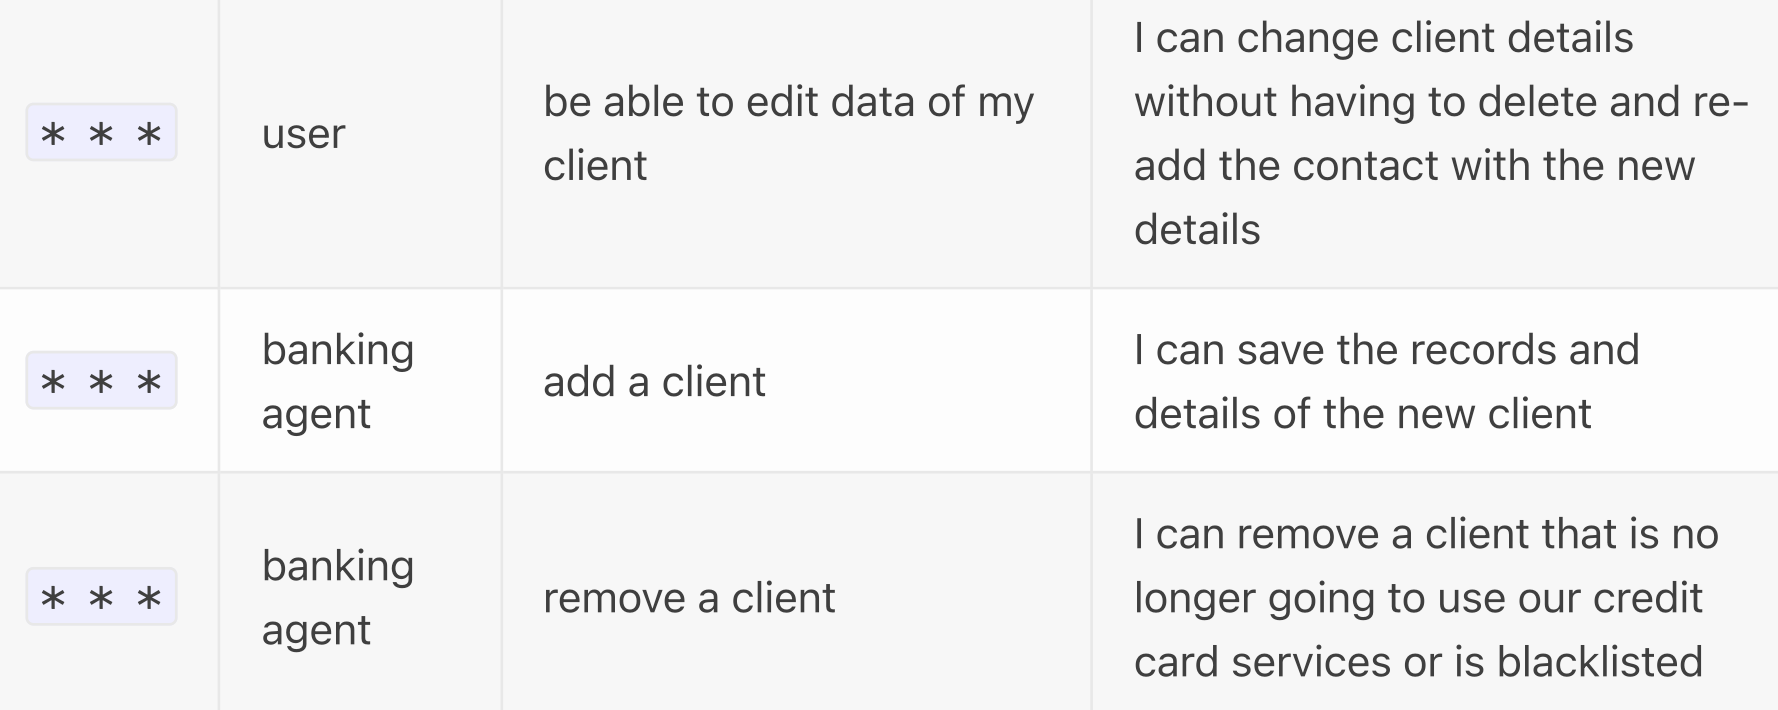 * * *
user
be able to edit data of my
client
I can change client details
without having to delete and re-
add the contact with the new
details
* * *
banking
agent
add a client
I can save the records and
details of the new client
* * *
banking
agent
remove a client
I can remove a client that is no
longer going to use our credit
card services or is blacklisted